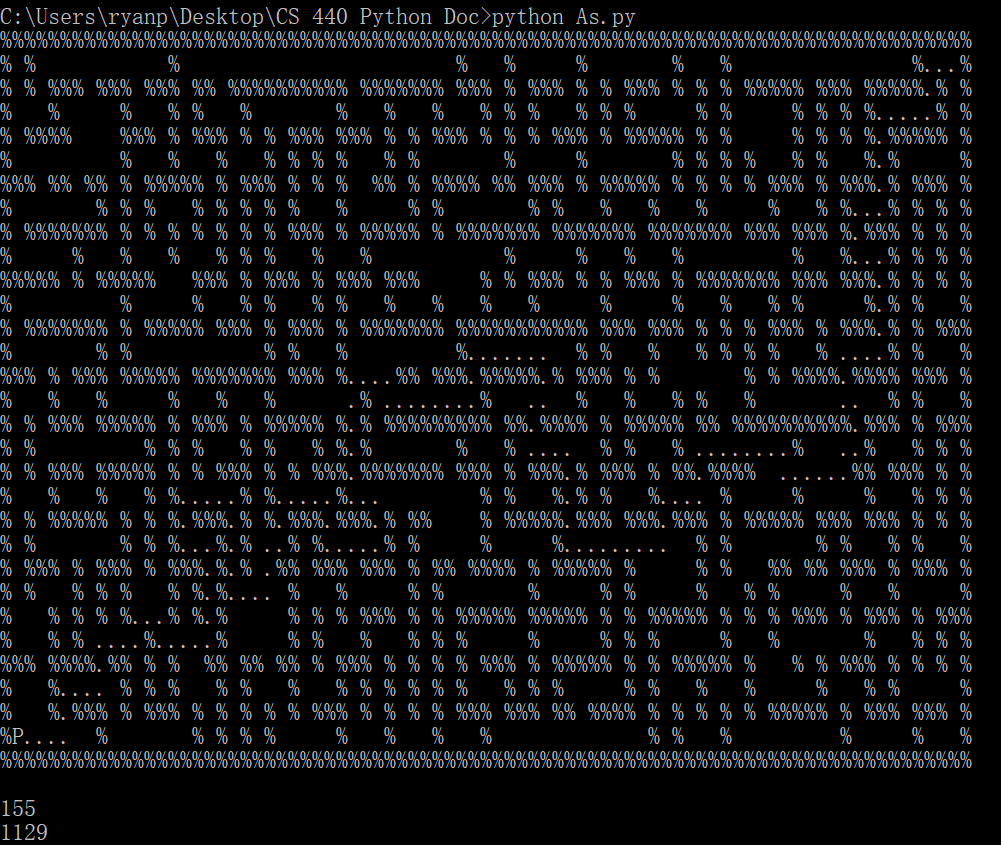 C:\Users\ryanp\Desktop\CS 440 Python Doc>python As.py
%%%%%%%%%%%%%%%%%%%%%%%%%%%%%%%%%%%%%%%%%%%%%%%%%%%%%%%%%%%%%%%%%%%%%%%%%%%%%%%
% %           %                       %   %     %       %   %               %...%
% % %%% %%% %%% %% %%%%%%%%%% %%%%%%% %%% % %%% % % %%% % % % %%%%% %%% %%%%%.% %
%   %     %   % %   %       %   %   %   % % %   % % %     % %     % % % %.....% %
% %%%%    %%% % %%% % % %%% %%% % % %%% % % % %%% % %%%%% % %     % % % %.%%%%% %
%         %   %   %   % % % %   % %       %     %       % % % %   % %   %.%     %
%%% %% %% % %%%%% % %%% % % %  %% % %%%% %% %%% % %%%%% % % % % %%% % %%%.% %%% %
%       % % %   % % % % %   %     % %       % %   %   %   %     %   % %...% % % %
% %%%%%%% % % % % % % % %%% % %%%%% % %%%%%%% %%%%%%% %%%%%%% %%% %%% %.%%% % % %
%     %   %   %   % % %   %   %           %     %   %   %         %   %...% % % %
%%%%% % %%%%%   %%% % % % %%% %%%     % % %%% % % %%% % %%%%%%% %%% %%%.% % % %
%         %     %   % %   % %   %   %   %   %     %     %   %   % %     %.% %   %
% %%%%%%% % %%%%% %%% % %%% % %%%%%%% %%%%%%%%%%% %%% %%% % % % %%% % %%%.% % %%%
%       % %           % %   %         %.......  % %   %   % % % %   % ....% %   %
%%% % %%% %%%%% %%%%%%% %%% %....%% %%%.%%%%%.% %%% % %       % % %%%%.%%%% %%% %
%   %   %     %   %   %      .% ........%   ..  %   %   % %   %       ..  % %   %
% % %%% %%%%% % % % %%%%% %.% %%%%%%%%% %%.%%%% % %%%%% %% %%%%%%%%%%.%%% % % %
% %         % % %   % %   %.%       %   % ....  % %   % ........%   ..%   % % %
% % %%% %%%%% % % %%% % % %%%.%%%%%%% %%% % %%%.% %%% % %%.%%%%  ......%% %%% % %
%   %   %   % %.....% %.....%...        % %   %.% %   %.... %     %     %   % % %
% % %%%%% % % %.%%%.% %.%%%.%%%.% %%    % %%%%%.%%% %%%.%%% % %%%%% %%% %%% % % %
% %       % % %...%.% ..% %.....% %     %     %.........  % %       % %   % %   %
% %%% % %%% % %%%.%.% .%% %%% %%% % %% %%%% % %%%%% %     % %   %% %% %%% % %%% %
% %   % % %   % %.%.... %   %     % %       %     % %     %   % %     %   %     %
%   % % % %...% %.%     % % % %%% % % %%%%% %%%%% % % %%%%% % % % %%% % %%% % %%%
%   % % ....%.....%     % %   %   % % %     %     % % %     %   %       %   % % %
%%% %%%%.%% % %  %% %% %% % %%% % % % % %%% % %%%%% % % %%%%% %   % % %%% % % % %
%   %.... % % %   % %   %   % % % % % %   % % %     % %   %   %     %   % %     %
%   %.%%% % %%% % % % % % %%% % % % % %%% %%% %% %%%% % % % % % %%%%% % %%% %%% %
%P....  %       % % % %     %   %   %   %             % %   %         %     %   %
%%%%%%%%%%%%%%%%%%%%%%%%%%%%%%%%%%%%%%%%%%%%%%%%%%%%%%%%%%%%%%%%%%%%%%%%%%%%%%%
155
1129